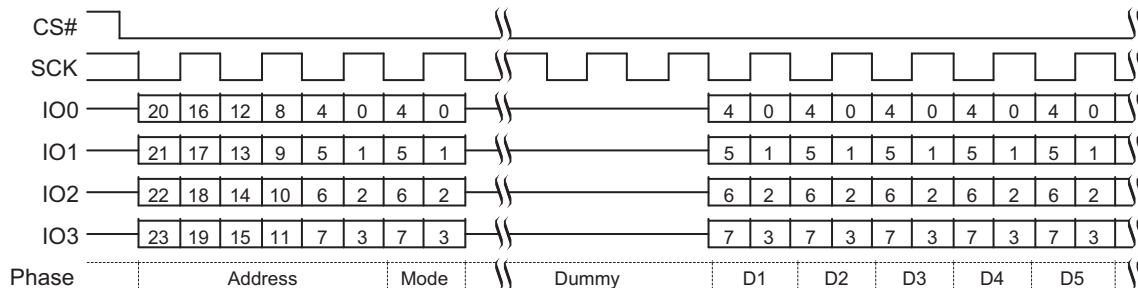 CS#
SCK
IO0 20 16 12 8 4 0 4 0 4 0 4 0 4 0 4 0 4 0
IO1 21 17 13 9 5 1 5 1 5 1 5 1 5 1 5 1 5 1
IO2 22 18 14 10 6 2 6 2 6 2 6 2 6 2 6 2 6 2
IO3 23 19 15 11 7 3 7 3 7 3 7 3 7 3 7 3 7 3
Phase Address Mode Dummy D1 D2 D3 D4 D5